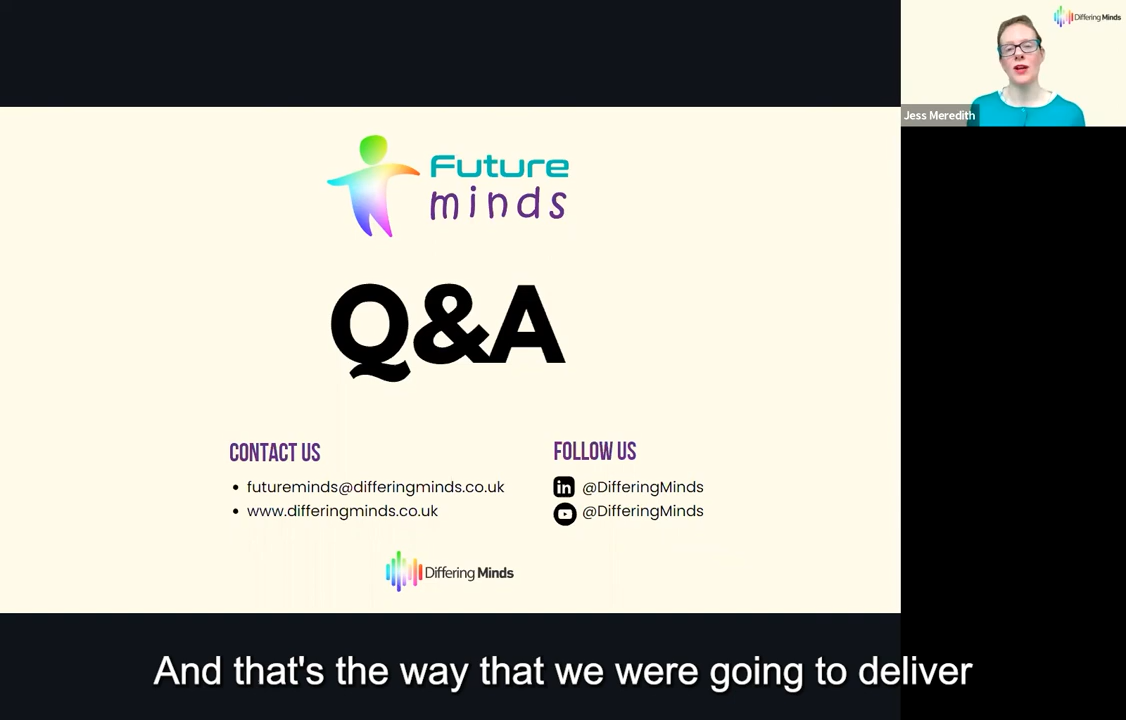 Differing Minds
Jess Meredith
Future
minds
Q&A
CONTACT US
• futureminds@differingminds.co.uk
• www.differingminds.co.uk
FOLLOW US
in @DifferingMinds
@DifferingMinds
Differing Minds
And that's the way that we were going to deliver